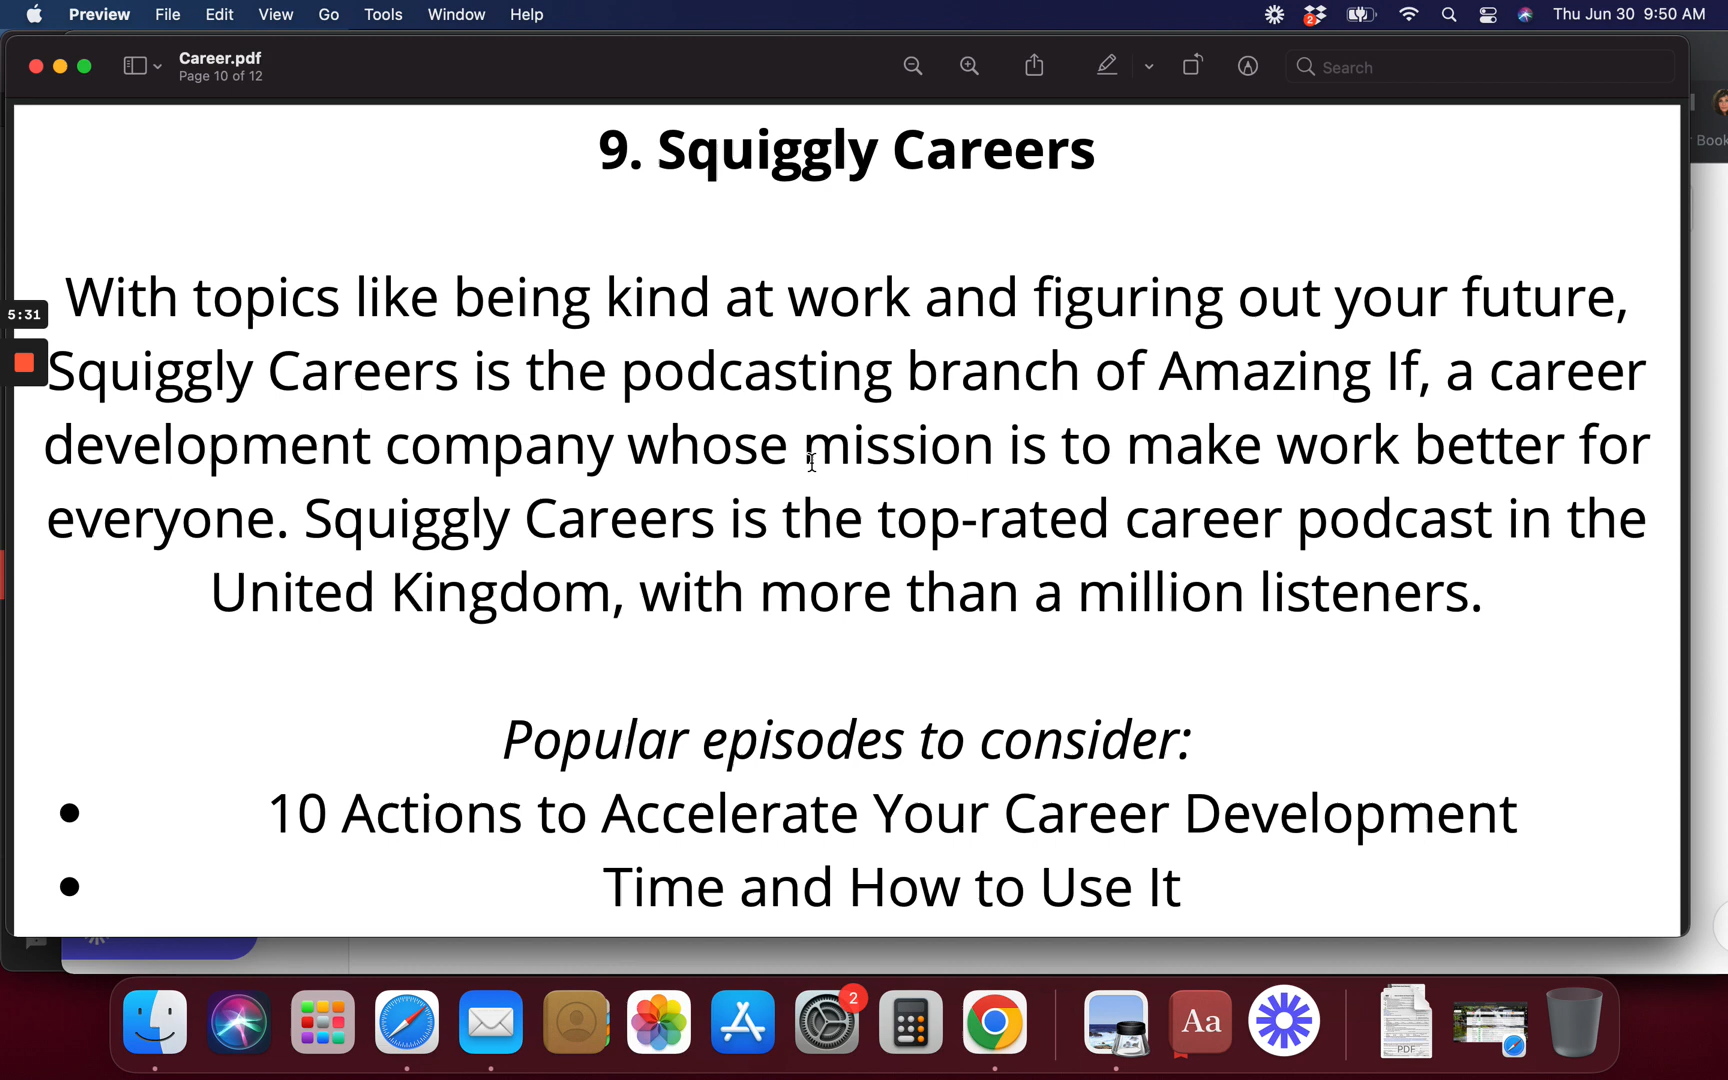 Preview File Edit View Go Tools Window Help
2
Thu Jun 30 9:50 AM
Career.pdf
Page 10 of 12
Search
Book
9. Squiggly Careers
With topics like being kind at work and figuring out your future,
5:31
Squiggly Careers is the podcasting branch of Amazing If, a career
development company whose mission is to make work better for
everyone. Squiggly Careers is the top-rated career podcast in the
United Kingdom, with more than a million listeners.
Popular episodes to consider:
• 10 Actions to Accelerate Your Career Development
• Time and How to Use It
2
Aa
PDF